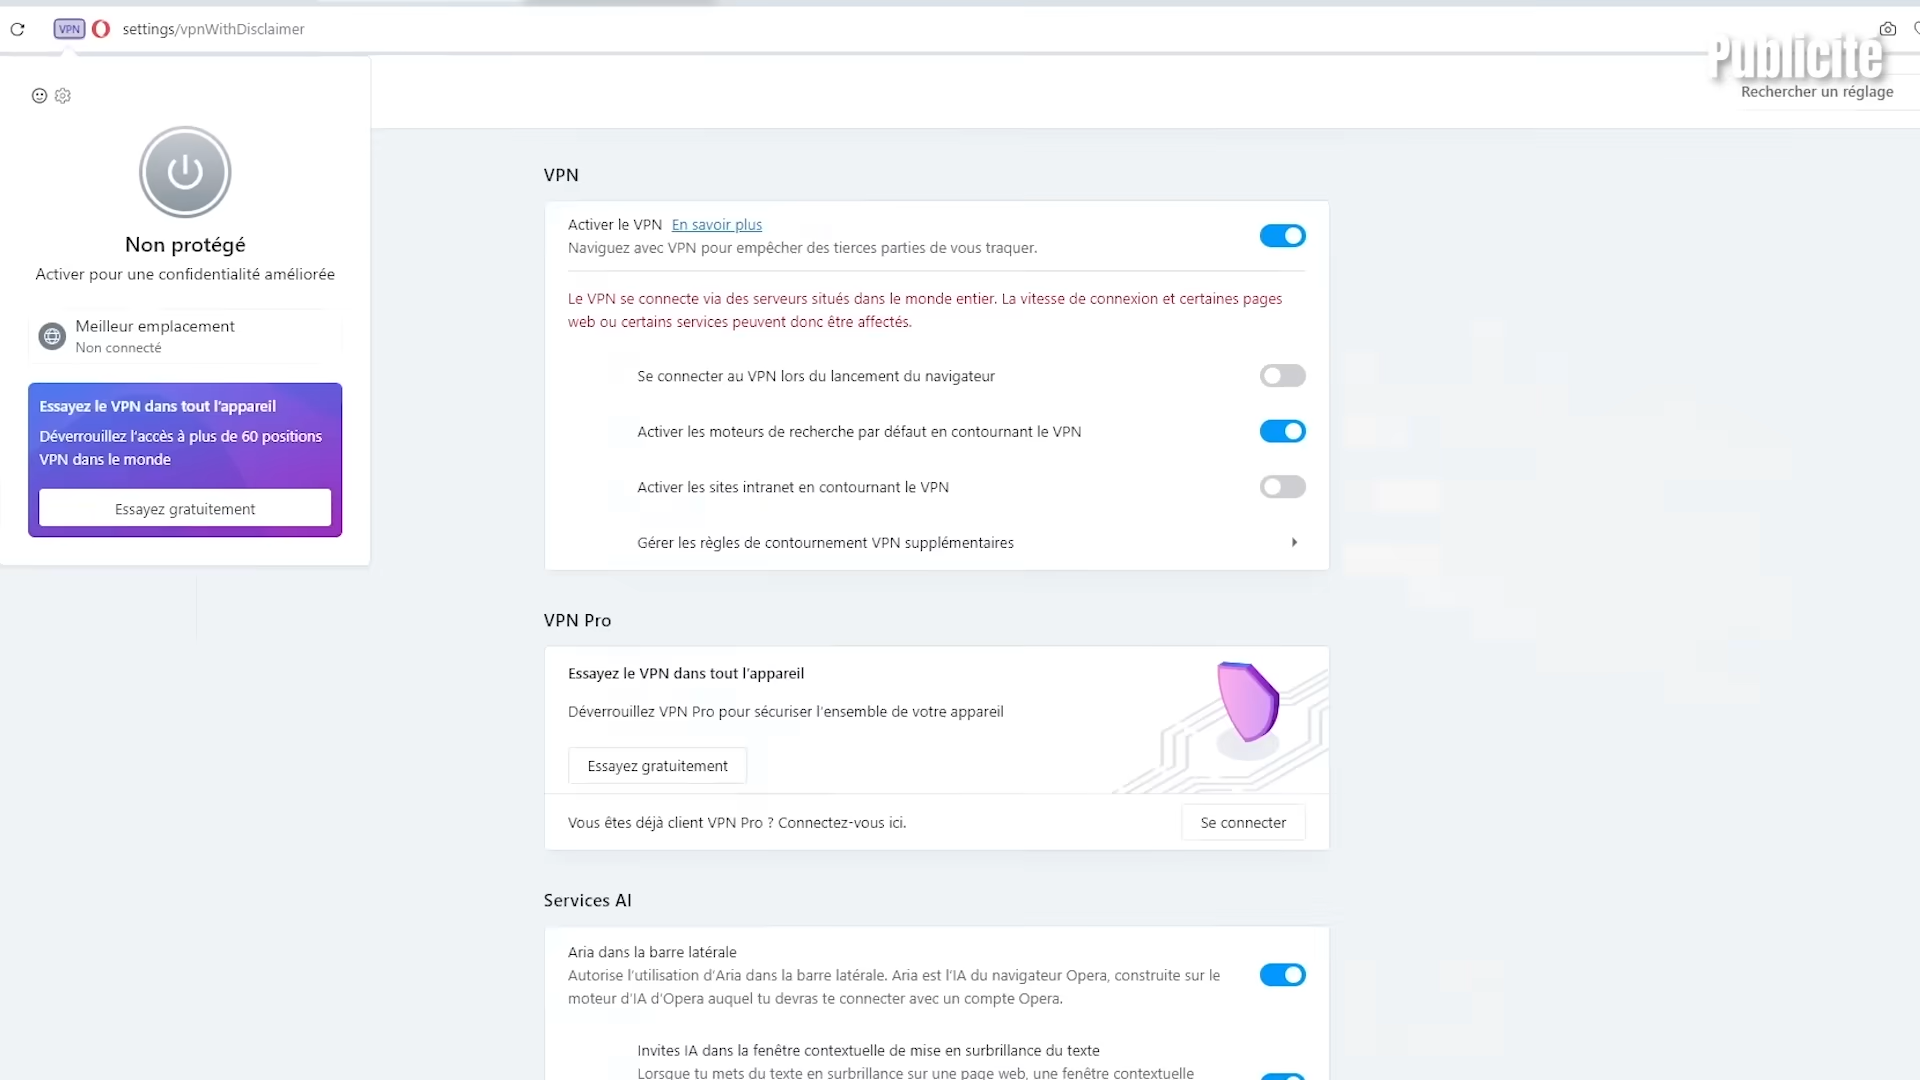 VPN
settings/vpnWithDisclaimer
Publicité
Rechercher un réglage
Non protégé
Activer pour une confidentialité améliorée
Meilleur emplacement
Non connecté
Essayez le VPN dans tout l'appareil
Déverrouillez l'accès à plus de 60 positions
VPN dans le monde
Essayez gratuitement
VPN
Activer le VPN En savoir plus
Naviguez avec VPN pour empêcher des tierces parties de vous traquer.
Le VPN se connecte via des serveurs situés dans le monde entier. La vitesse de connexion et certaines pages
web ou certains services peuvent donc être affectés.
Se connecter au VPN lors du lancement du navigateur
Activer les moteurs de recherche par défaut en contournant le VPN
Activer les sites intranet en contournant le VPN
Gérer les règles de contournement VPN supplémentaires
VPN Pro
Essayez le VPN dans tout l'appareil
Déverrouillez VPN Pro pour sécuriser l'ensemble de votre appareil
Essayez gratuitement
Vous êtes déjà client VPN Pro ? Connectez-vous ici.
Se connecter
Services AI
Aria dans la barre latérale
Autorise l'utilisation d'Aria dans la barre latérale. Aria est l'IA du navigateur Opera, construite sur le
moteur d'IA d'Opera auquel tu devras te connecter avec un compte Opera.
Invites IA dans la fenêtre contextuelle de mise en surbrillance du texte
Lorsque tu mets du texte en surbrillance sur une page web, une fenêtre contextuelle